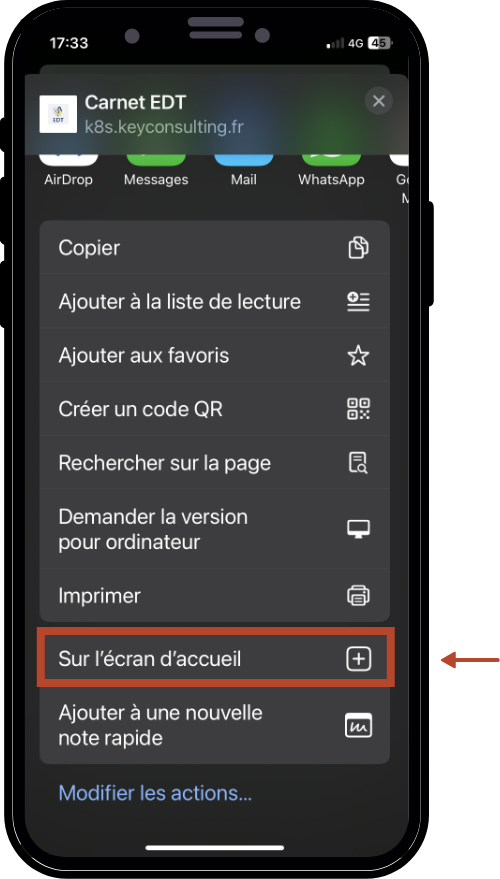 17:33
4G 45
Carnet EDT
EDT
k8s.keyconsulting.fr
AirDrop Messages Mail WhatsApp
Copier
Ajouter à la liste de lecture
Ajouter aux favoris
Créer un code QR
Rechercher sur la page
Demander la version
pour ordinateur
Imprimer
Sur l’écran d’accueil
Ajouter à une nouvelle
note rapide
Modifier les actions...